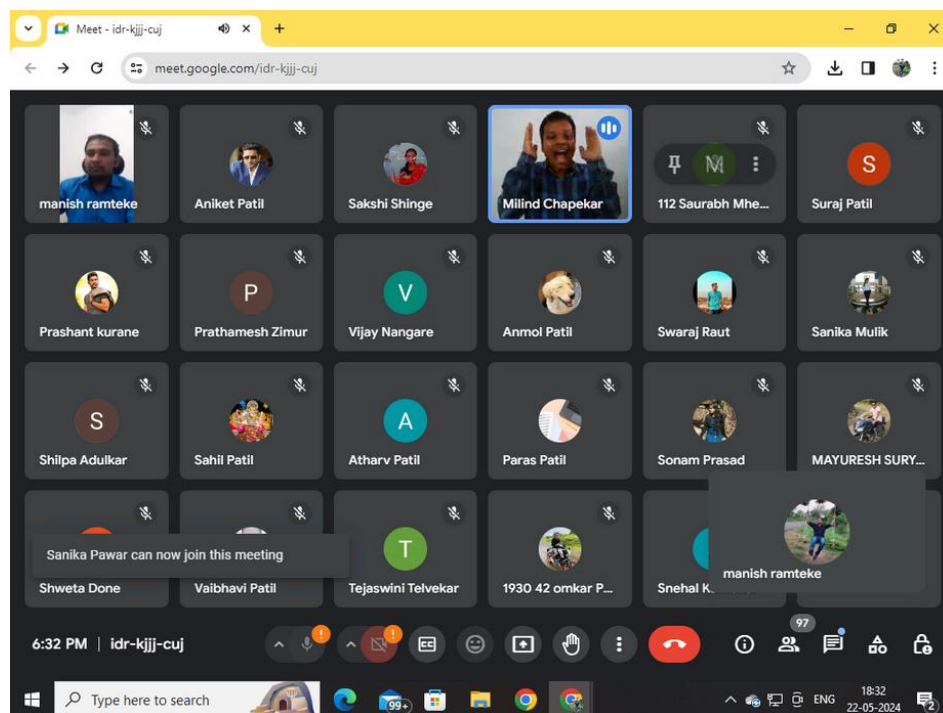 Meet - idr-kjjj-cuj
meet.google.com/idr-kjjj-cuj
manish ramteke
Aniket Patil
Sakshi Shinge
Milind Chapekar
M
112 Saurabh Mhe...
S
Suraj Patil
Prashant kurane
P
Prathamesh Zimur
V
Vijay Nangare
Anmol Patil
Swaraj Raut
Sanika Mulik
S
Shilpa Adulkar
Sahil Patil
A
Atharv Patil
Paras Patil
Sonam Prasad
MAYURESH SURY...
Sanika Pawar can now join this meeting
Shweta Done
Vaibhavi Patil
T
Tejaswini Telvekar
1930 42 omkar P...
Snehal
manish ramteke
6:32 PM | idr-kjjj-cuj
CC
97
Type here to search
99+
ENG
18:32
22-05-2024
2